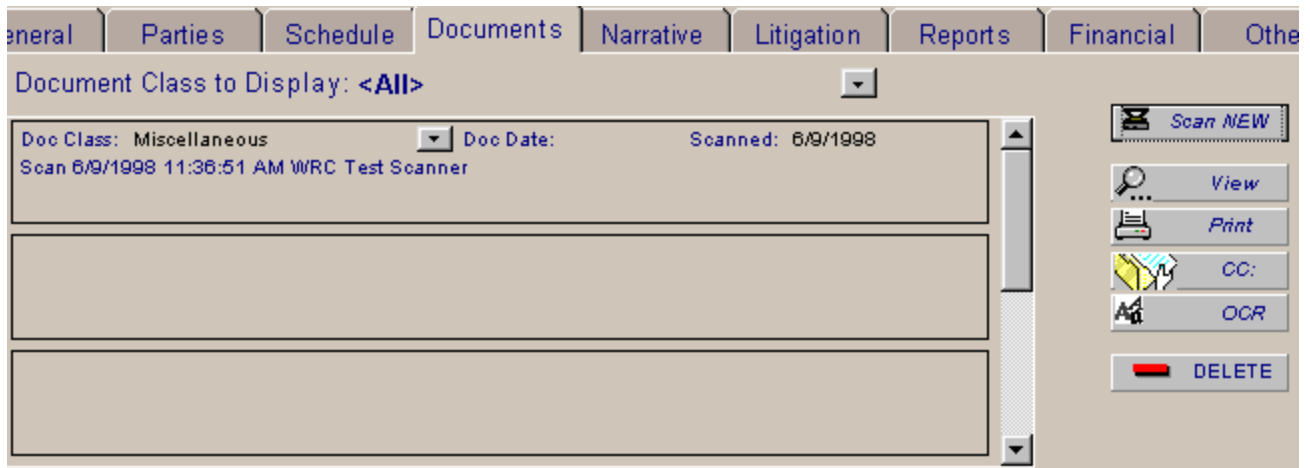 eneral Parties Schedule Documents Narrative Litigation Reports Financial Othe
Document Class to Display: <All>
Doc Class: Miscellaneous Doc Date: Scanned: 6/9/1998
Scan 6/9/1998 11:36:51 AM WRC Test Scanner
Scan NEW
View
Print
CC:
OCR
DELETE